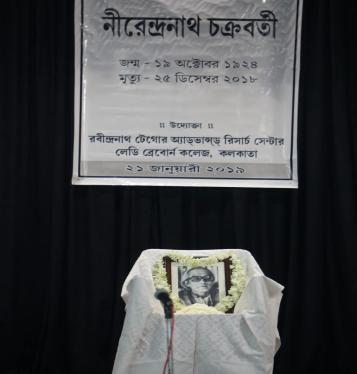 নীরেন্দ্রনাথ চক্রবর্তী
জন্ম - ১৯ অক্টোবর ১৯২৪
মৃত্যু - ২৫ ডিসেম্বর ২০১৮
।। উদ্যোক্তা ।।
রবীন্দ্রনাথ টেগোর অ্যাড্‌ভান্সড্ রিসার্চ সেন্টার
লেডি ব্রেবোর্ন কলেজ, কলকাতা
২১ জানুয়ারী ২০১৯